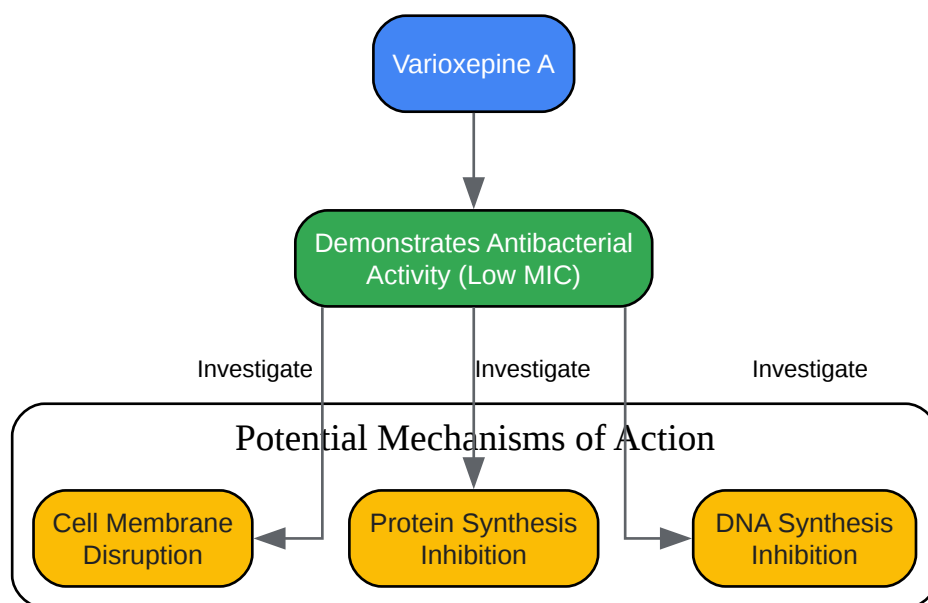 Varioxepine A
Demonstrates Antibacterial
Activity (Low MIC)
Investigate
Investigate
Investigate
Potential Mechanisms of Action
Cell Membrane
Disruption
Protein Synthesis
Inhibition
DNA Synthesis
Inhibition